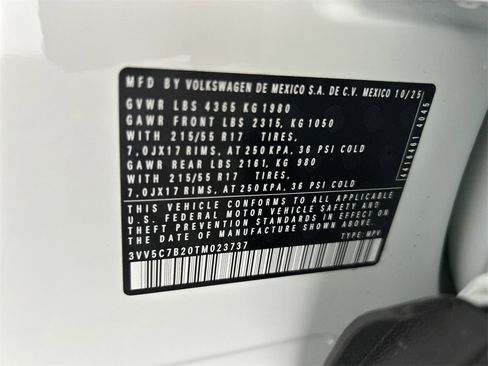 MFD BY VOLKSWAGEN DE MEXICO S.A. DE C.V. MEXICO 10/25
GVWR LBS 4365 KG 1980
GAWR FRONT LBS 2315, KG 1050
WITH 215/55 R17 TIRES,
7,0JX17 RIMS, AT 250 KPA, 36 PSI COLD
GAWR REAR LBS 2161, KG 980
WITH 215/55 R17 TIRES,
7,0JX17 RIMS, AT 250 KPA, 36 PSI COLD
THIS VEHICLE CONFORMS TO ALL APPLICABLE
U.S. FEDERAL MOTOR VEHICLE SAFETY AND
THEFT PREVENTION STANDARDS IN EFFECT ON
THE DATE OF MANUFACTURE SHOWN ABOVE.
3VV5C7B20TM023737 TYPE: MPV
4416461 4045